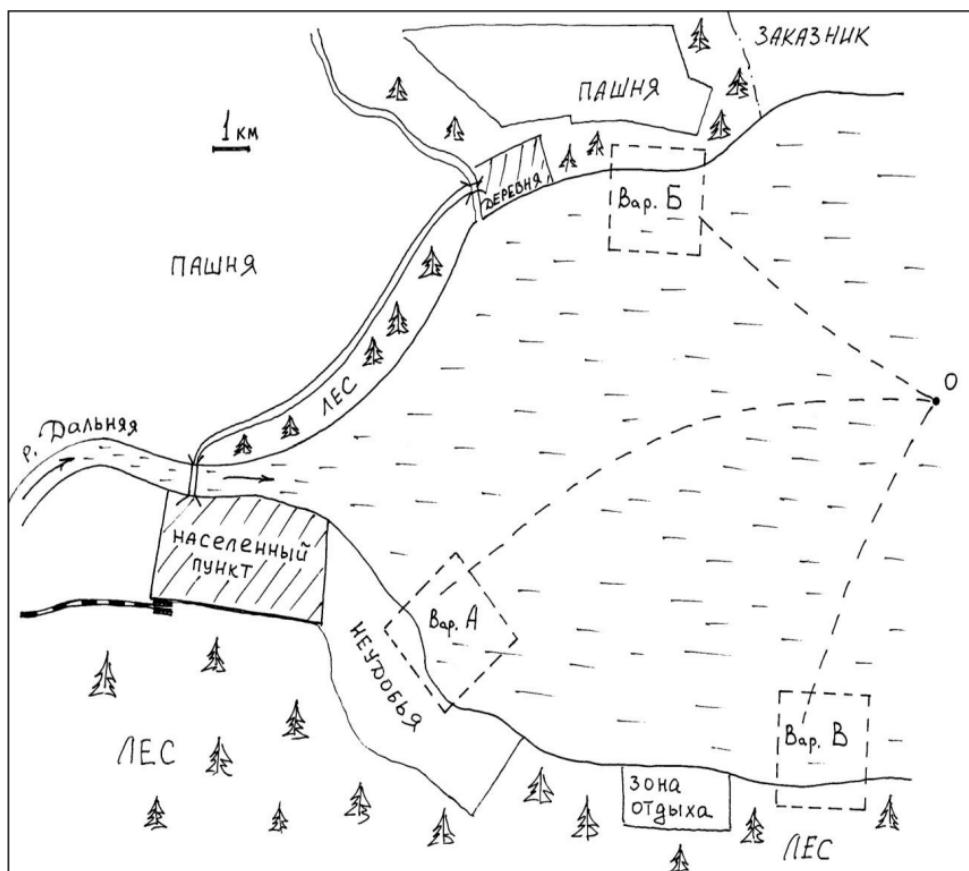 ЗАКАЗНИК
ПАШНЯ
1 км
ДЕРЕВНЯ
Вар. Б
ПАШНЯ
О
ЛЕС
р. Дальняя
НАСЕЛЕННЫЙ
ПУНКТ
Вар. А
НЕУДОБЬЯ
Вар. В
ЛЕС
ЗОНА
ОТДЫХА
ЛЕС